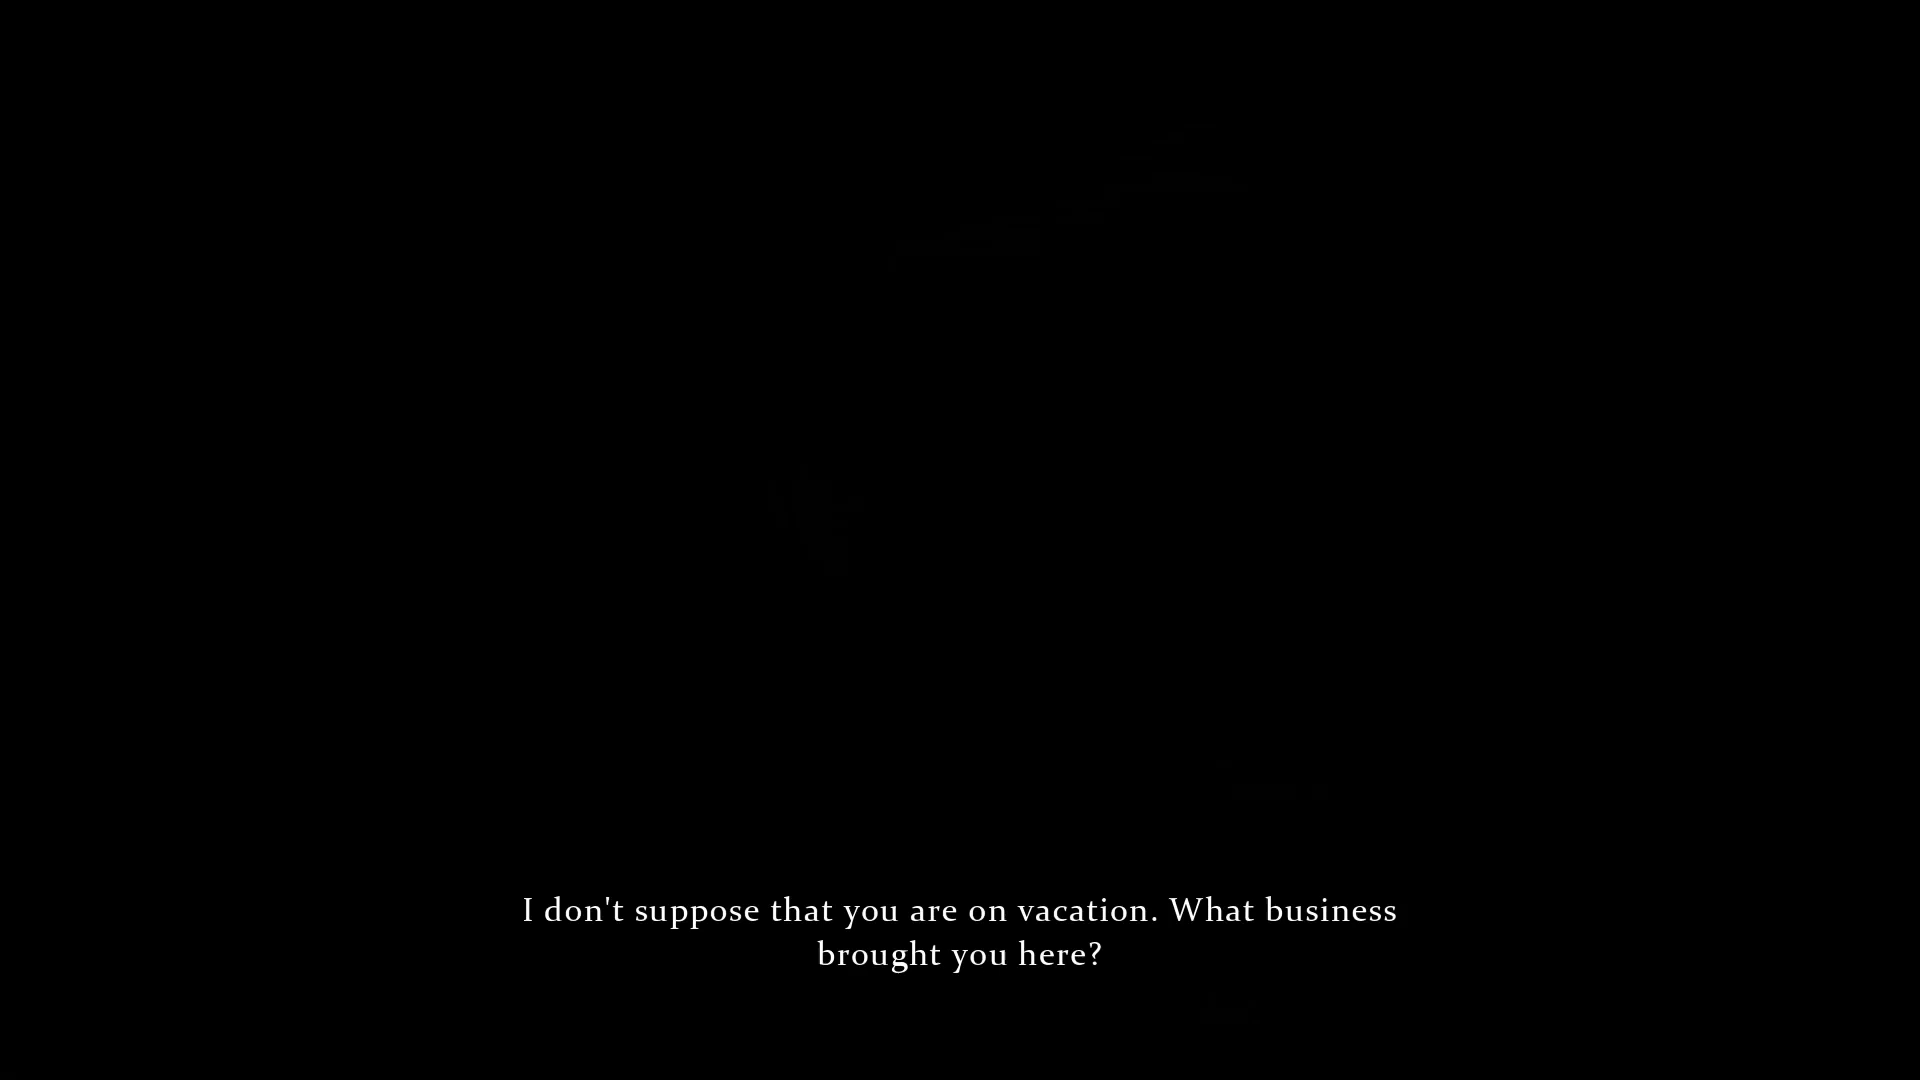 I don't suppose that you are on vacation. What business
brought you here?